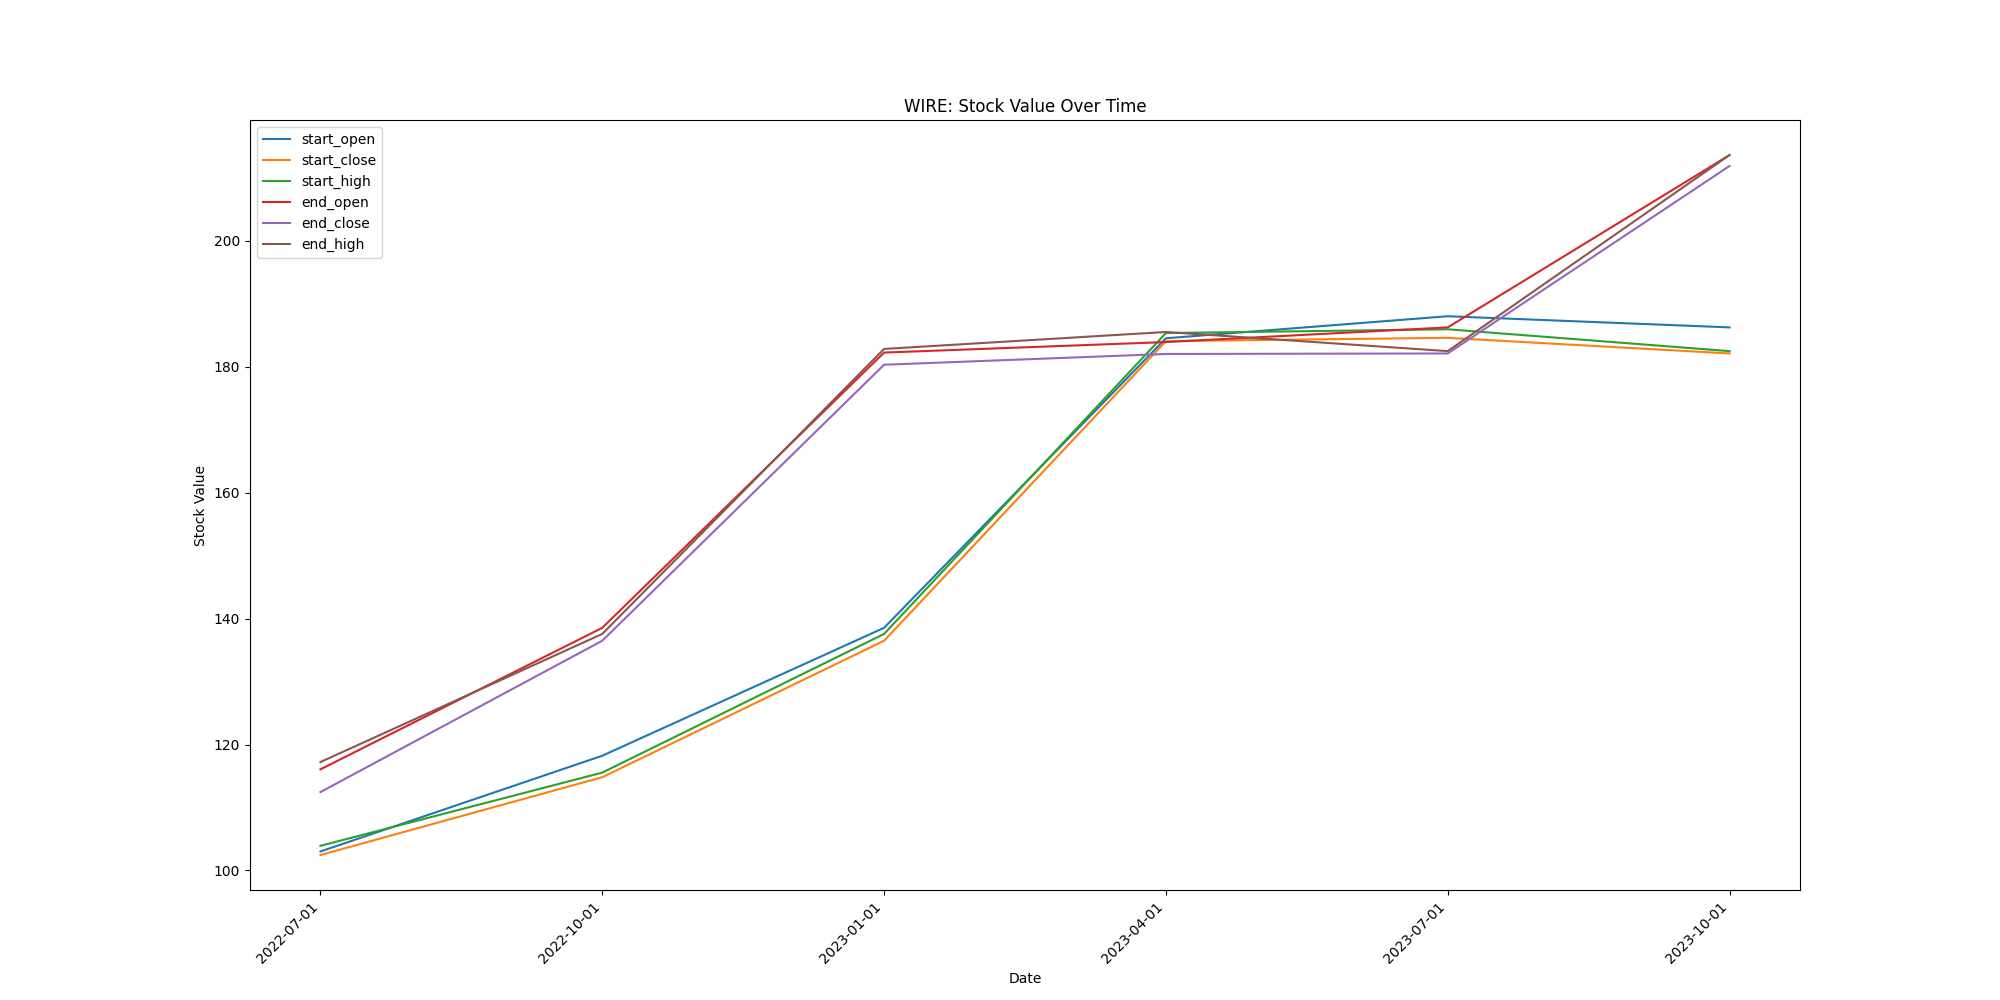 WIRE: Stock Value Over Time
start_open
start_close
start_high
end_open
end_close
end_high
Stock Value
200
180
160
140
120
100
2022-07-01
2022-10-01
2023-01-01
2023-04-01
2023-07-01
2023-10-01
Date